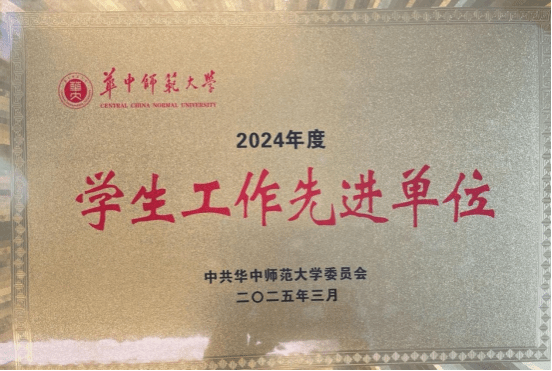 華中師範大學
CENTRAL CHINA NORMAL UNIVERSITY
2024年度
学生工作先进单位
中共华中师范大学委员会
二〇二五年三月